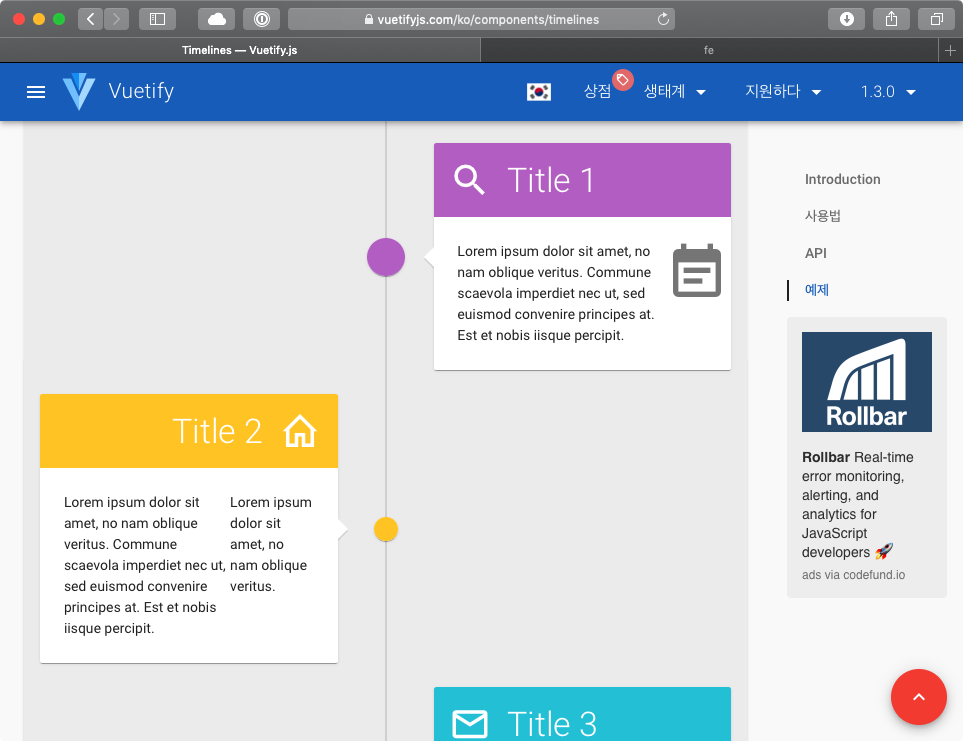 vuetifyjs.com/ko/components/timelines
Timelines — Vuetify.js
fe
Vuetify
상점
생태계
지원하다
1.3.0
Title 1
Lorem ipsum dolor sit amet, no
nam oblique veritus. Commune
scaevola imperdiet nec ut, sed
euismod convenire principes at.
Est et nobis iisque percipit.
Title 2
Lorem ipsum dolor sit
amet, no nam oblique
veritus. Commune
scaevola imperdiet nec ut,
sed euismod convenire
principes at. Est et nobis
iisque percipit.
Lorem ipsum
dolor sit
amet, no
nam oblique
veritus.
Title 3
Introduction
사용법
API
예제
Rollbar
Rollbar Real-time
error monitoring,
alerting, and
analytics for
JavaScript
developers 🚀
ads via codefund.io